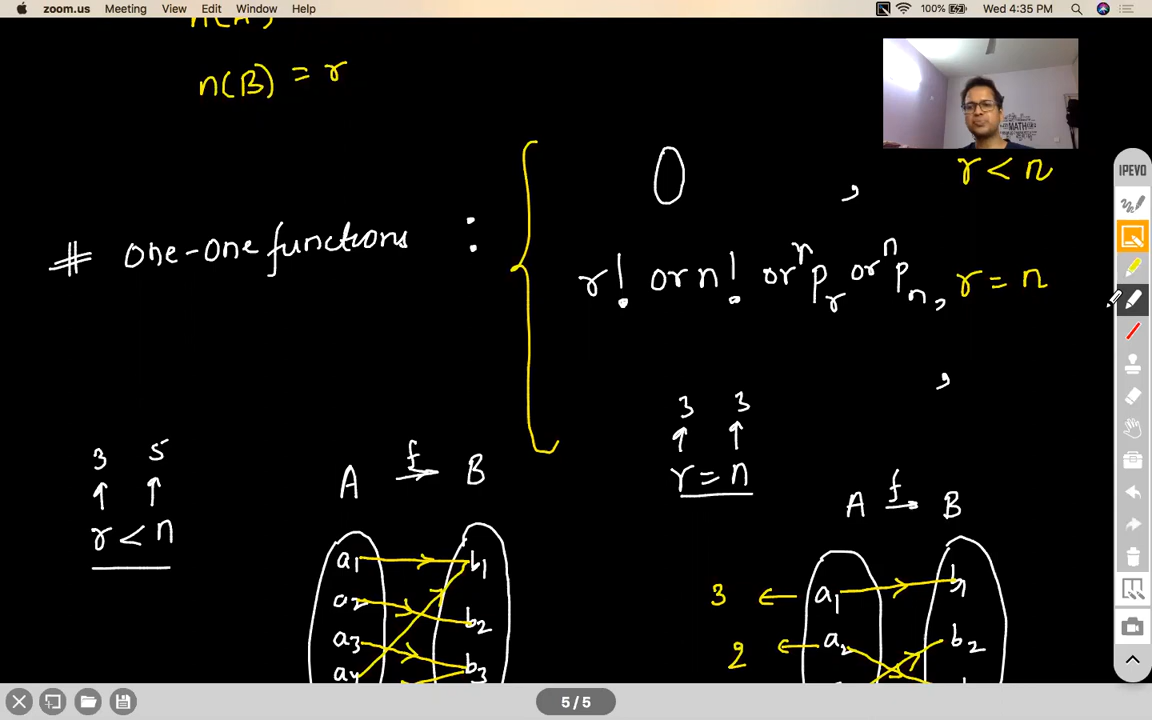 zoom.us Meeting View Edit Window Help 100% Wed 4:35 PM
n(A)
n(B) = r
MATH
IPEVO
0 , r < n
# one-one functions :
r! or n! or ʳPᵣ or ⁿPₙ, r = n
,
3 3
r = n
3 5
r < n
A f B
A f B
a₁ b₁
a₂ b₂
a₃ b₃
a₄
3 a₁ b₁
2 a₂ b₂
5/5